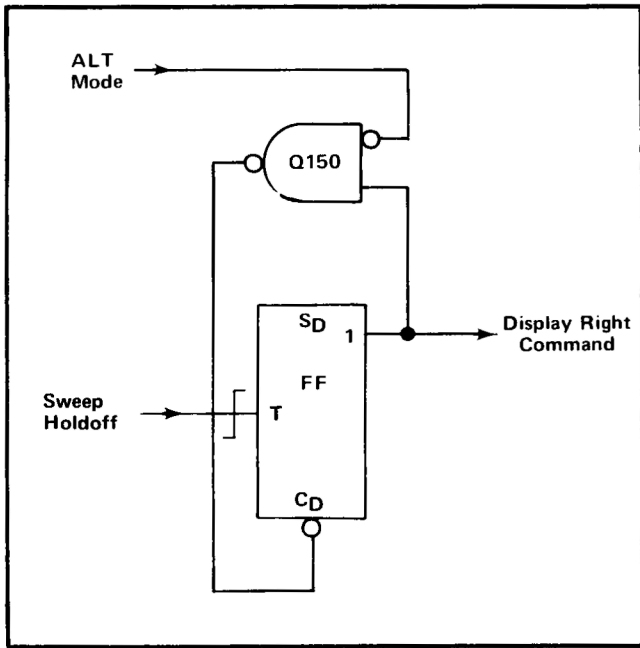 ALT
Mode
Q150
SD
1
Display Right
Command
FF
Sweep
Holdoff
T
CD